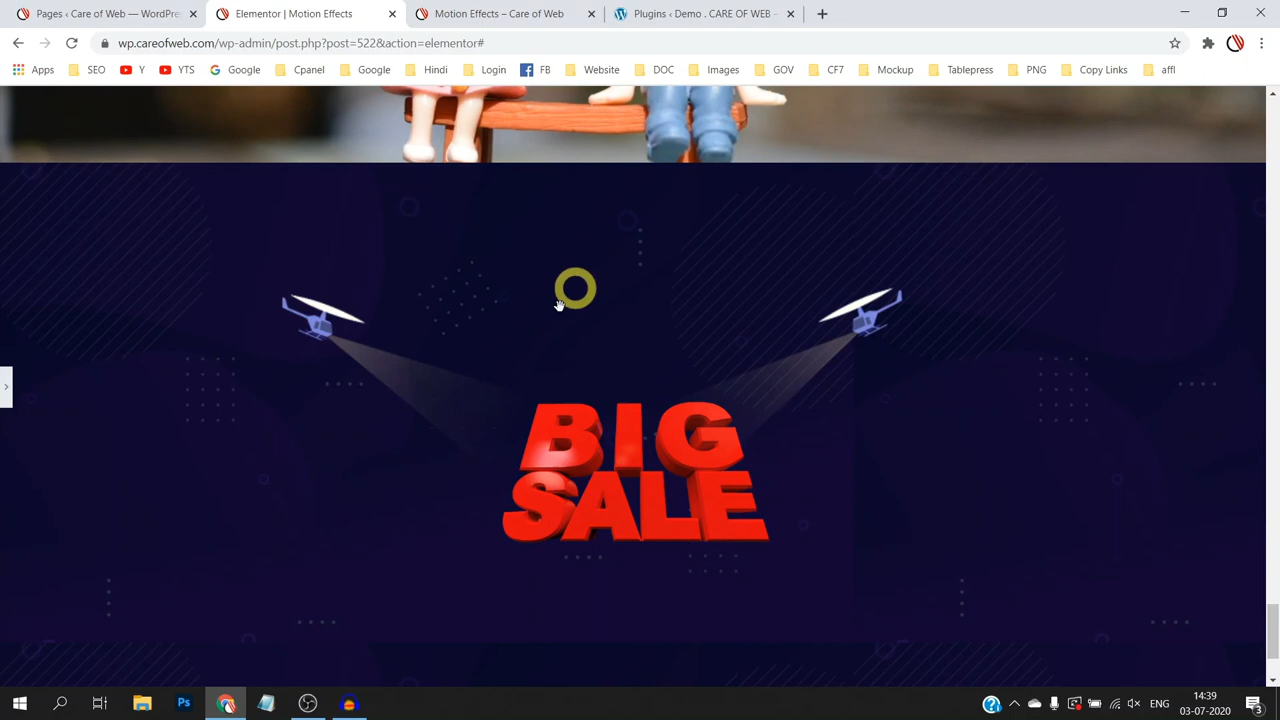 Pages ‹ Care of Web — WordPre
Elementor | Motion Effects
Motion Effects – Care of Web
Plugins ‹ Demo . CARE OF WEB –
wp.careofweb.com/wp-admin/post.php?post=522&action=elementor#
Apps SEO Y YTS Google Cpanel Google Hindi Login FB Website DOC Images GOV CF7 Mockup Tablepress PNG Copy Links affl
BIG
SALE
Ps
ENG
14:39
03-07-2020
3